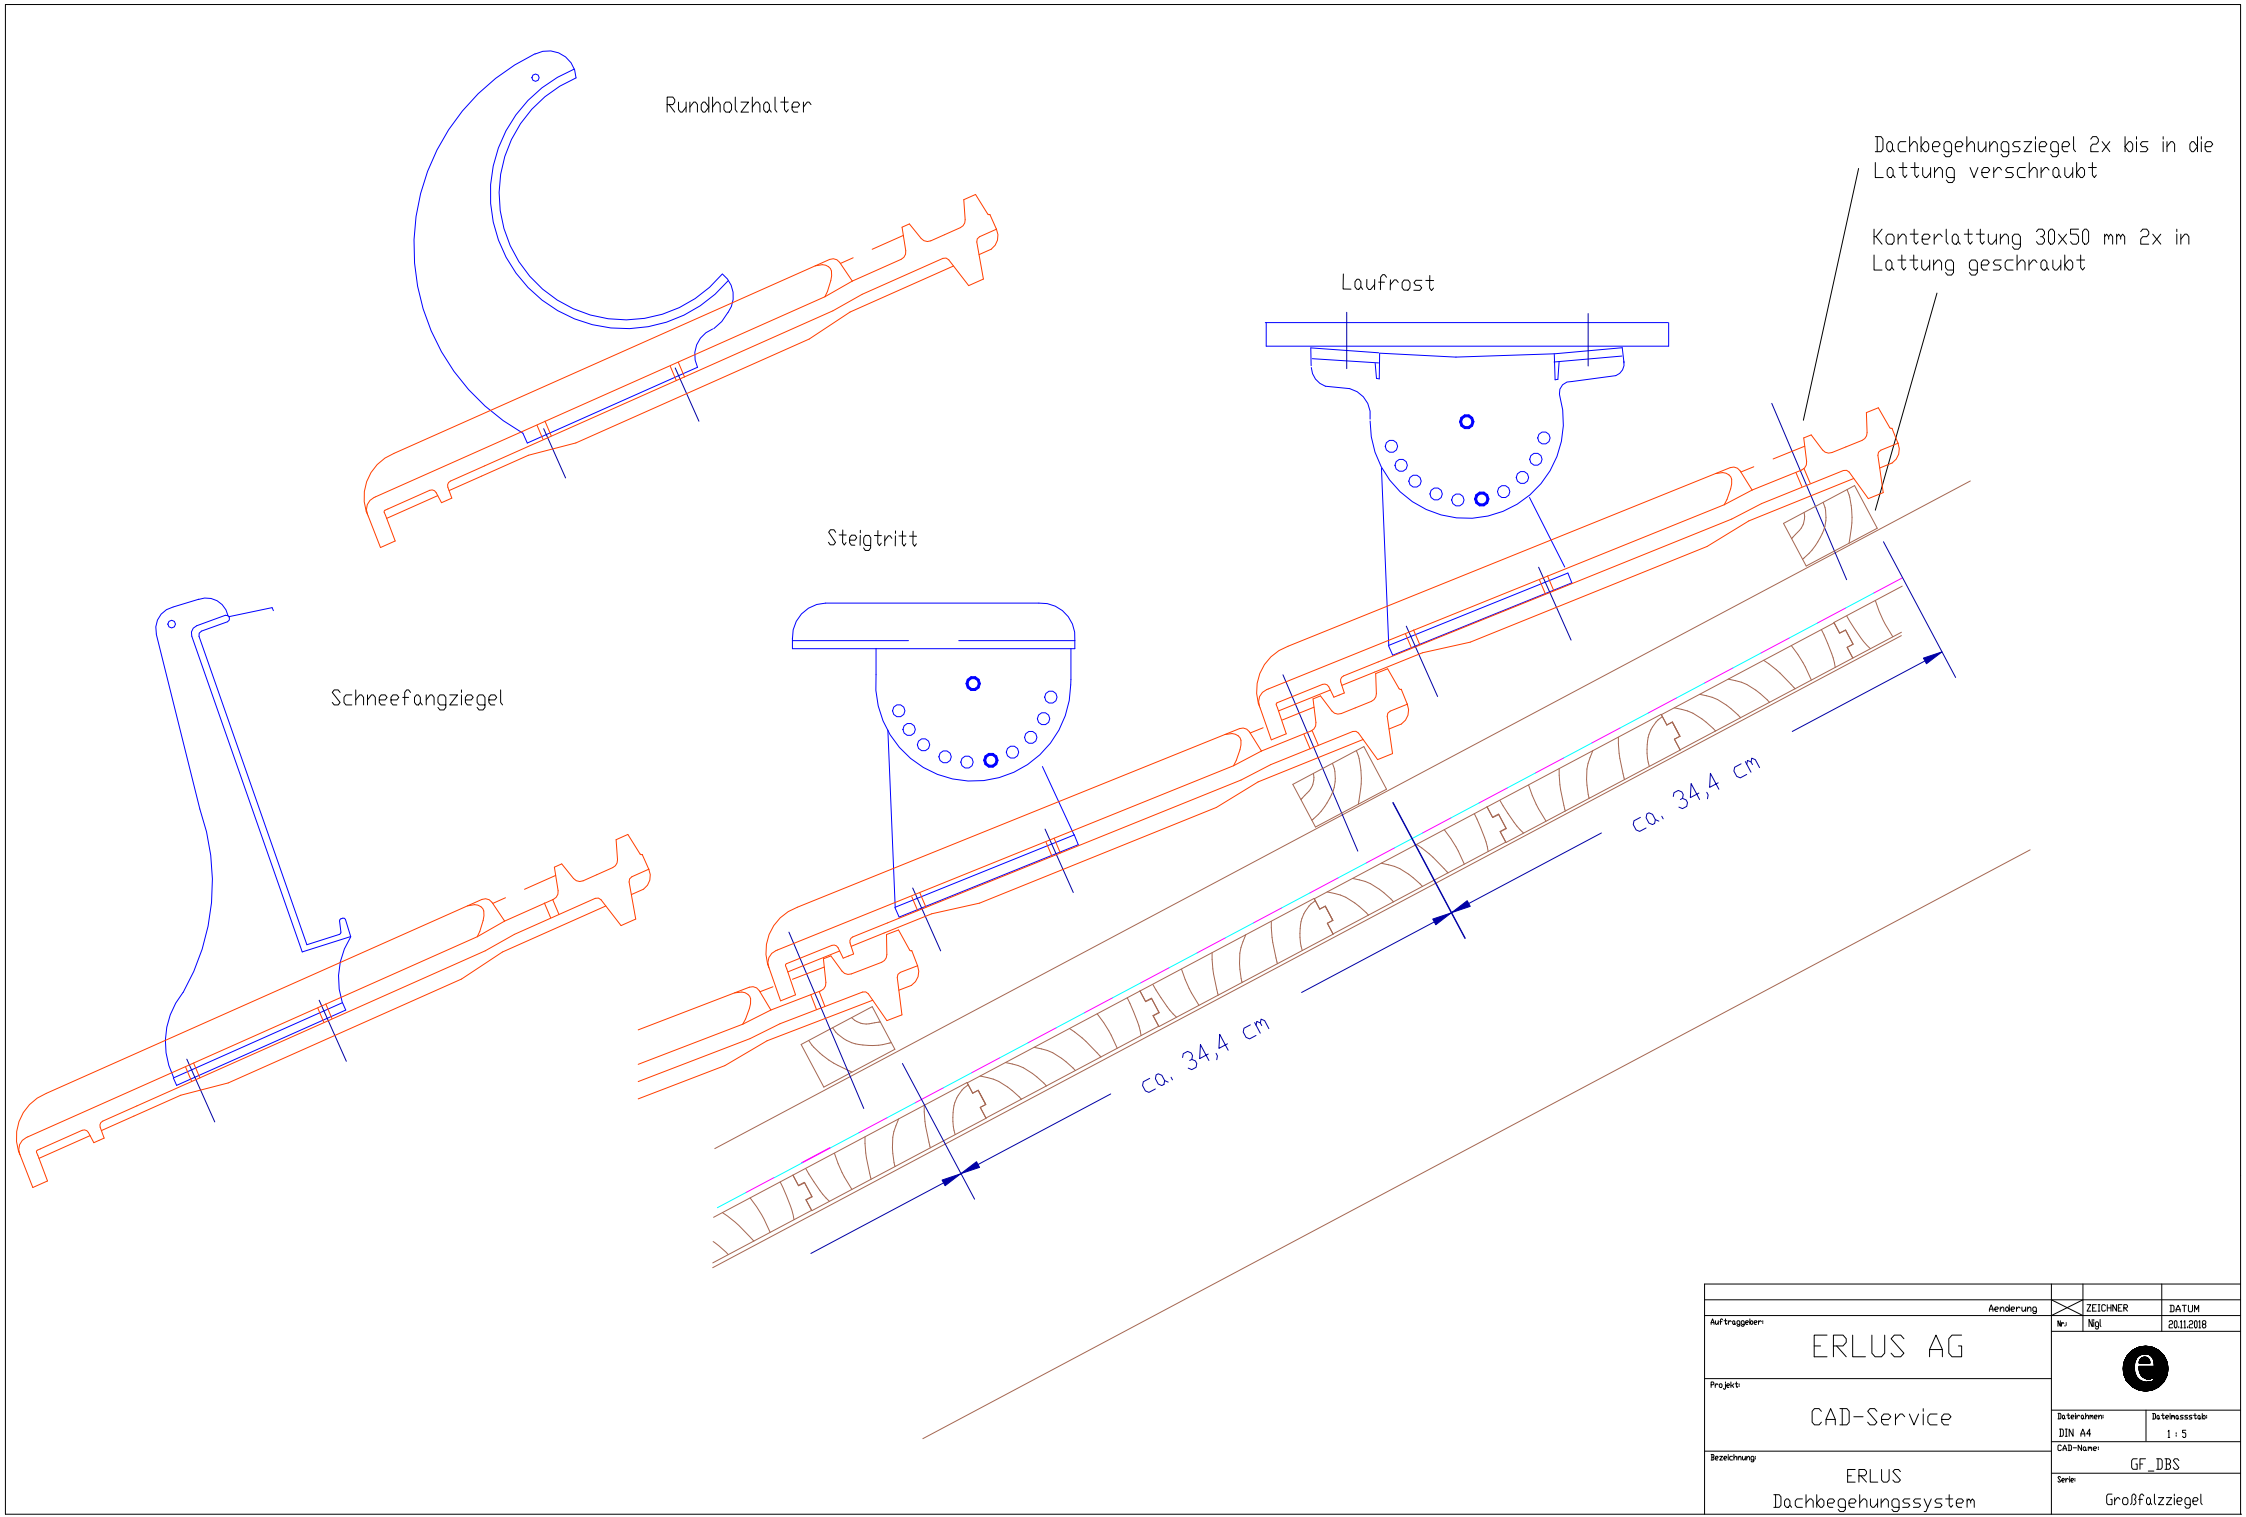 Rundholzhalter
Dachbegehungsziegel 2x bis in die
Lattung verschraubt
Konterlattung 30x50 mm 2x in
Lattung geschraubt
Laufrost
Steigtritt
Schneefangziegel
ca. 34,4 cm
ca. 34,4 cm
Aenderung
ZEICHNER
DATUM
Auftraggeber:
Nr.:
Nigl
20.11.2018
ERLUS AG
e
Projekt:
CAD-Service
Dateirahmen:
Dateimassstab:
DIN A4
1 : 5
CAD-Name:
GF_DBS
Bezeichnung:
ERLUS
Dachbegehungssystem
Serie:
Großfalzziegel